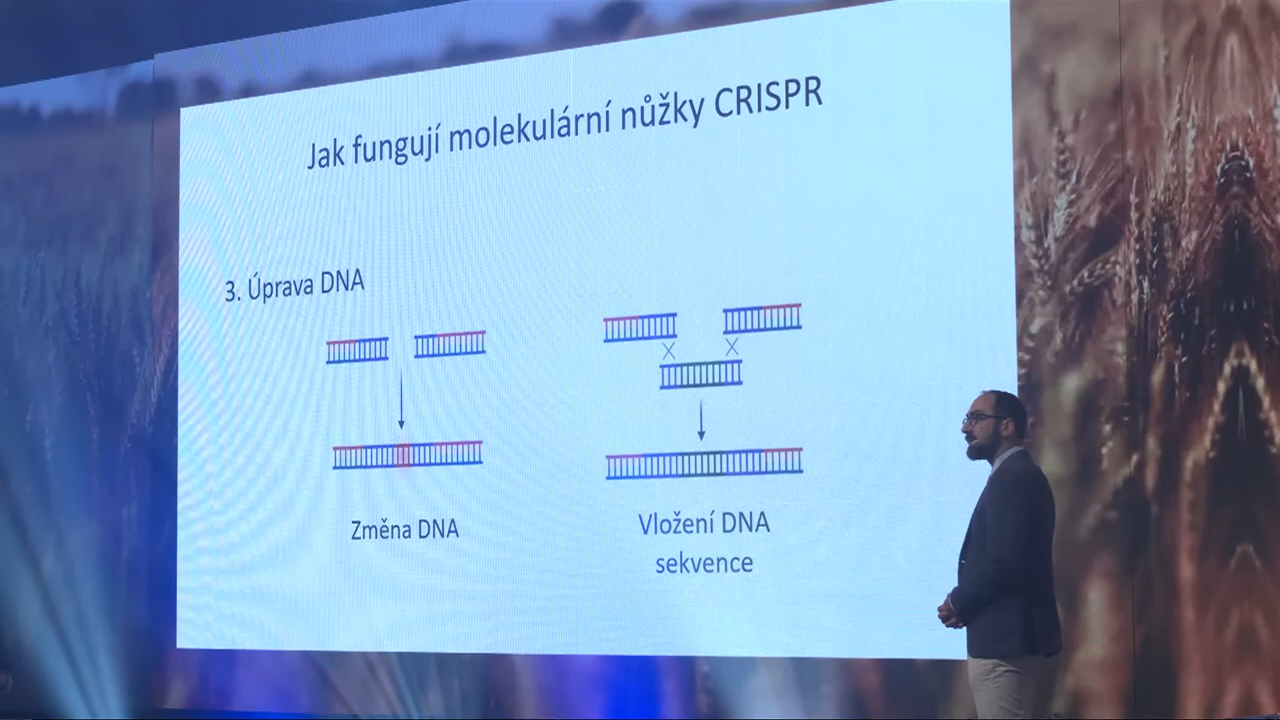 Jak fungují molekulární nůžky CRISPR
3. Úprava DNA
Změna DNA
Vložení DNA
sekvence